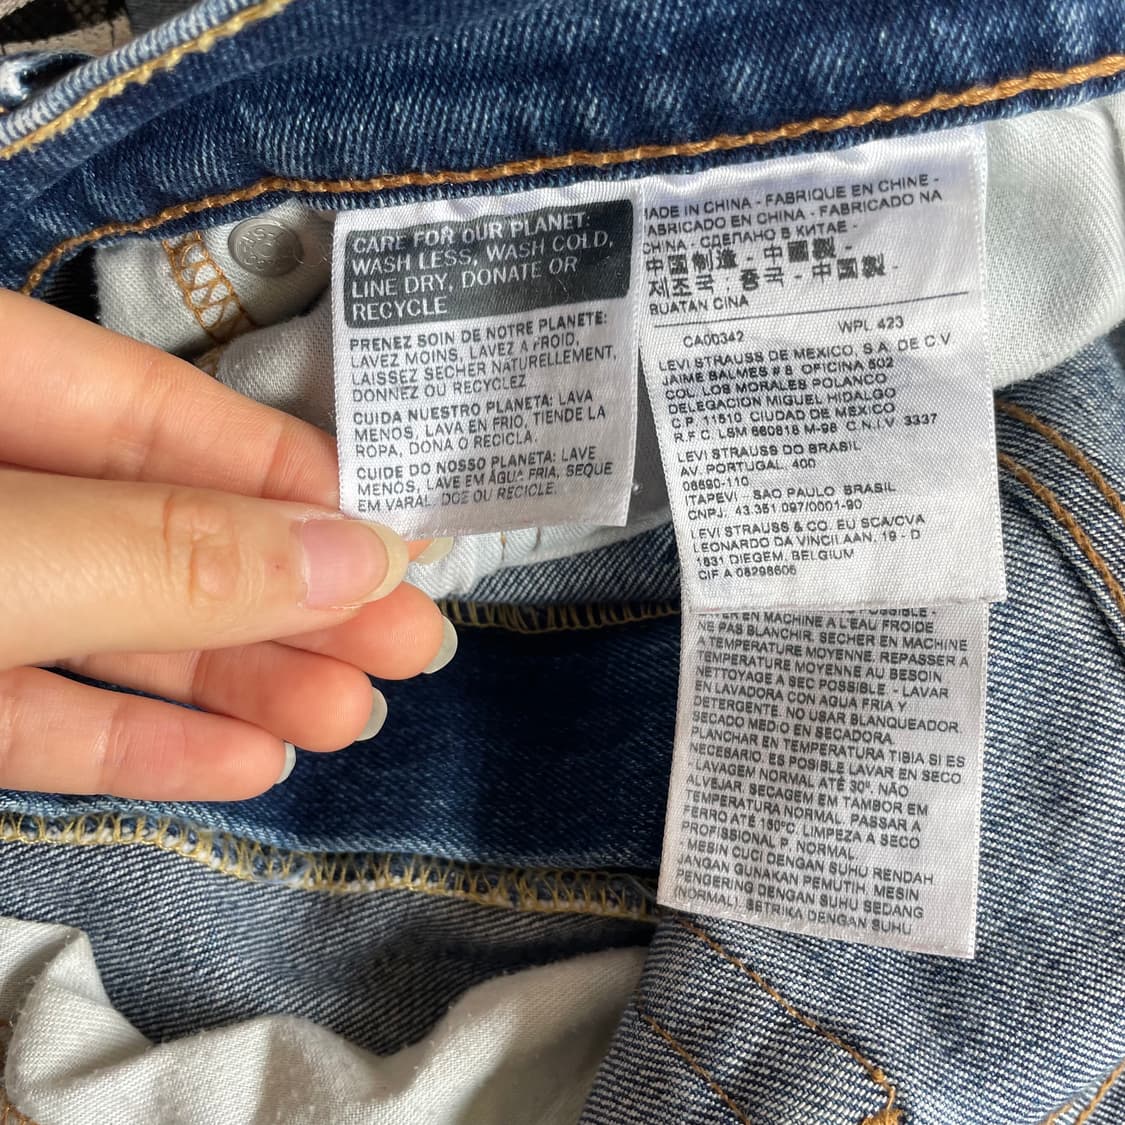 CARE FOR OUR PLANET:
WASH LESS, WASH COLD,
LINE DRY, DONATE OR
RECYCLE
PRENEZ SOIN DE NOTRE PLANETE:
LAVEZ MOINS, LAVEZ A FROID,
LAISSEZ SECHER NATURELLEMENT,
DONNEZ OU RECYCLEZ
CUIDA NUESTRO PLANETA: LAVA
MENOS, LAVA EN FRIO, TIENDE LA
ROPA, DONA O RECICLA.
CUIDE DO NOSSO PLANETA: LAVE
MENOS, LAVE EM ÁGUA FRIA, SEQUE
EM VARAL, DOE OU RECICLE.
MADE IN CHINA - FABRIQUE EN CHINE -
FABRICADO EN CHINA - FABRICADO NA
CHINA - СДЕЛАНО В КИТАЕ -
中國制造 - 中國製 -
제조국 : 중국 - 中国製 -
BUATAN CINA
CA00342 WPL 423
LEVI STRAUSS DE MEXICO, S.A. DE C.V
JAIME BALMES # 8 OFICINA 502
COL. LOS MORALES POLANCO
DELEGACION MIGUEL HIDALGO
C.P. 11510 CIUDAD DE MEXICO
R.F.C. LSM 660818 M-98 C.N.I.V. 3337
LEVI STRAUSS DO BRASIL
AV. PORTUGAL, 400
06690-110
ITAPEVI - SAO PAULO BRASIL
CNPJ. 43.351.097/0001-90
LEVI STRAUSS & CO. EU SCA/CVA
LEONARDO DA VINCILAAN, 19 - D
1831 DIEGEM, BELGIUM
CIF A 08298606
LAVER EN MACHINE A L'EAU FROIDE
NE PAS BLANCHIR. SECHER EN MACHINE
A TEMPERATURE MOYENNE. REPASSER A
TEMPERATURE MOYENNE AU BESOIN
NETTOYAGE A SEC POSSIBLE. - LAVAR
EN LAVADORA CON AGUA FRIA Y
DETERGENTE. NO USAR BLANQUEADOR.
SECADO MEDIO EN SECADORA.
PLANCHAR EN TEMPERATURA TIBIA SI ES
NECESARIO. ES POSIBLE LAVAR EN SECO
- LAVAGEM NORMAL ATÉ 30º. NÃO
ALVEJAR. SECAGEM EM TAMBOR EM
TEMPERATURA NORMAL. PASSAR A
FERRO ATÉ 150ºC. LIMPEZA A SECO
PROFISSIONAL P. NORMAL.
- MESIN CUCI DENGAN SUHU RENDAH
JANGAN GUNAKAN PEMUTIH. MESIN
PENGERING DENGAN SUHU SEDANG
(NORMAL). SETRIKA DENGAN SUHU